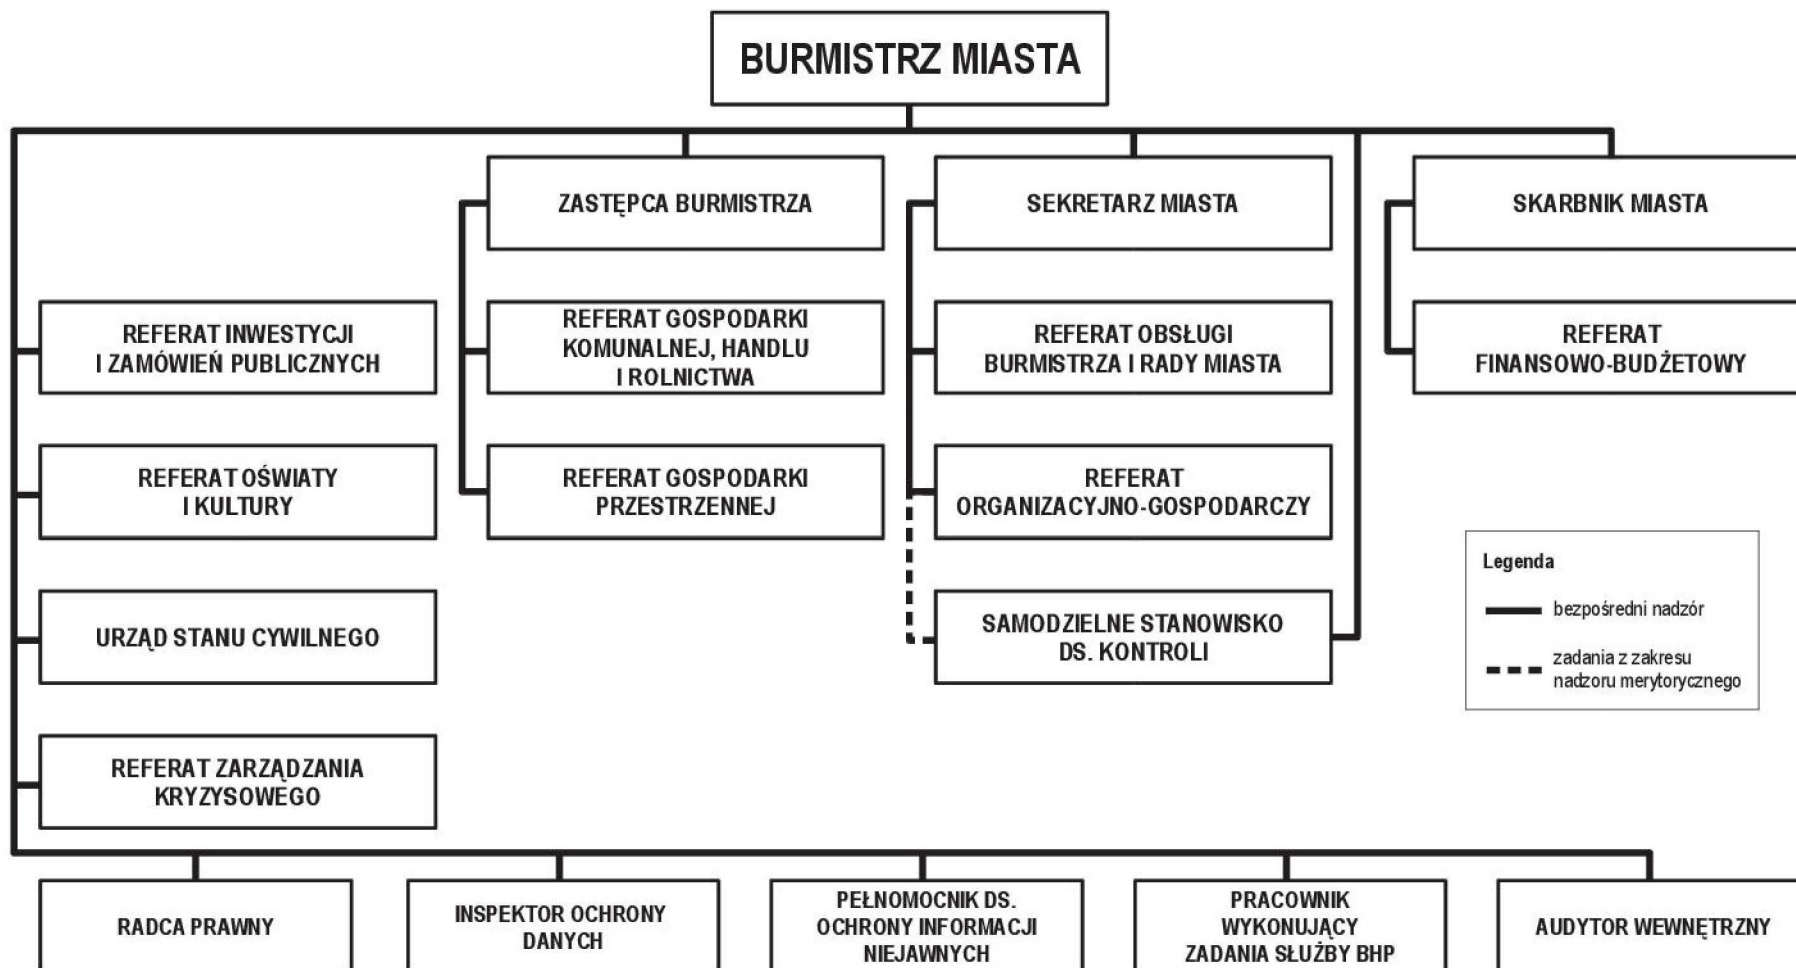 BURMISTRZ MIASTA
ZASTĘPCA BURMISTRZA
SEKRETARZ MIASTA
SKARBNIK MIASTA
REFERAT INWESTYCJI
I ZAMÓWIEŃ PUBLICZNYCH
REFERAT GOSPODARKI
KOMUNALNEJ, HANDLU
I ROLNICTWA
REFERAT OBSŁUGI
BURMISTRZA I RADY MIASTA
REFERAT
FINANSOWO-BUDŻETOWY
REFERAT OŚWIATY
I KULTURY
REFERAT GOSPODARKI
PRZESTRZENNEJ
REFERAT
ORGANIZACYJNO-GOSPODARCZY
URZĄD STANU CYWILNEGO
SAMODZIELNE STANOWISKO
DS. KONTROLI
Legenda
bezpośredni nadzór
zadania z zakresu
nadzoru merytorycznego
REFERAT ZARZĄDZANIA
KRYZYSOWEGO
RADCA PRAWNY
INSPEKTOR OCHRONY
DANYCH
PEŁNOMOCNIK DS.
OCHRONY INFORMACJI
NIEJAWNYCH
PRACOWNIK
WYKONUJĄCY
ZADANIA SŁUŻBY BHP
AUDYTOR WEWNĘTRZNY